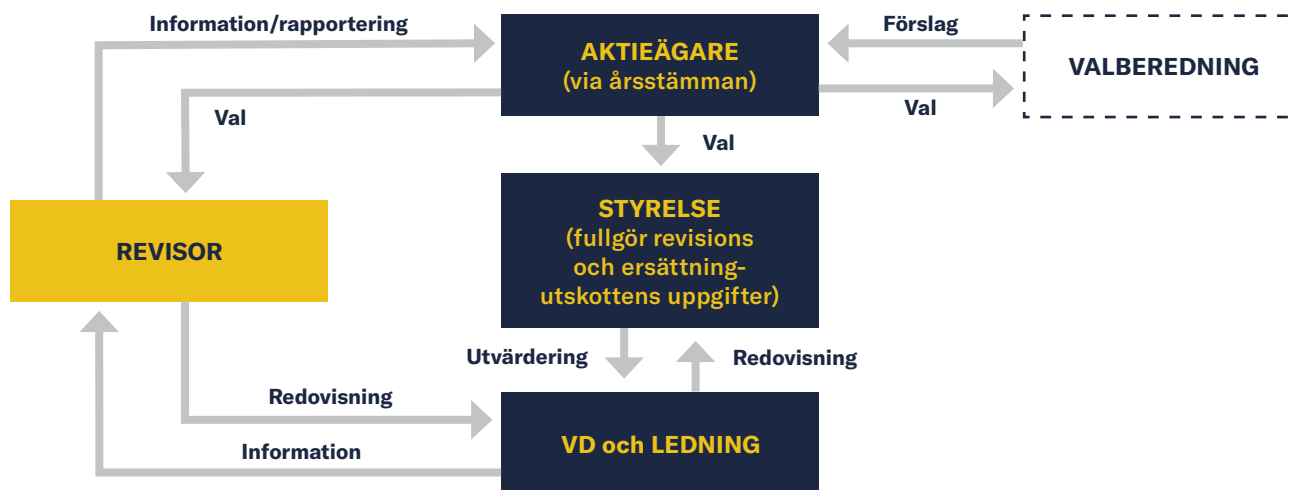 Information/rapportering
Förslag
AKTIEÄGARE
(via årsstämman)
VALBEREDNING
Val
Val
Val
STYRELSE
(fullgör revisions
och ersättning-
utskottens uppgifter)
REVISOR
Utvärdering
Redovisning
Redovisning
VD och LEDNING
Information